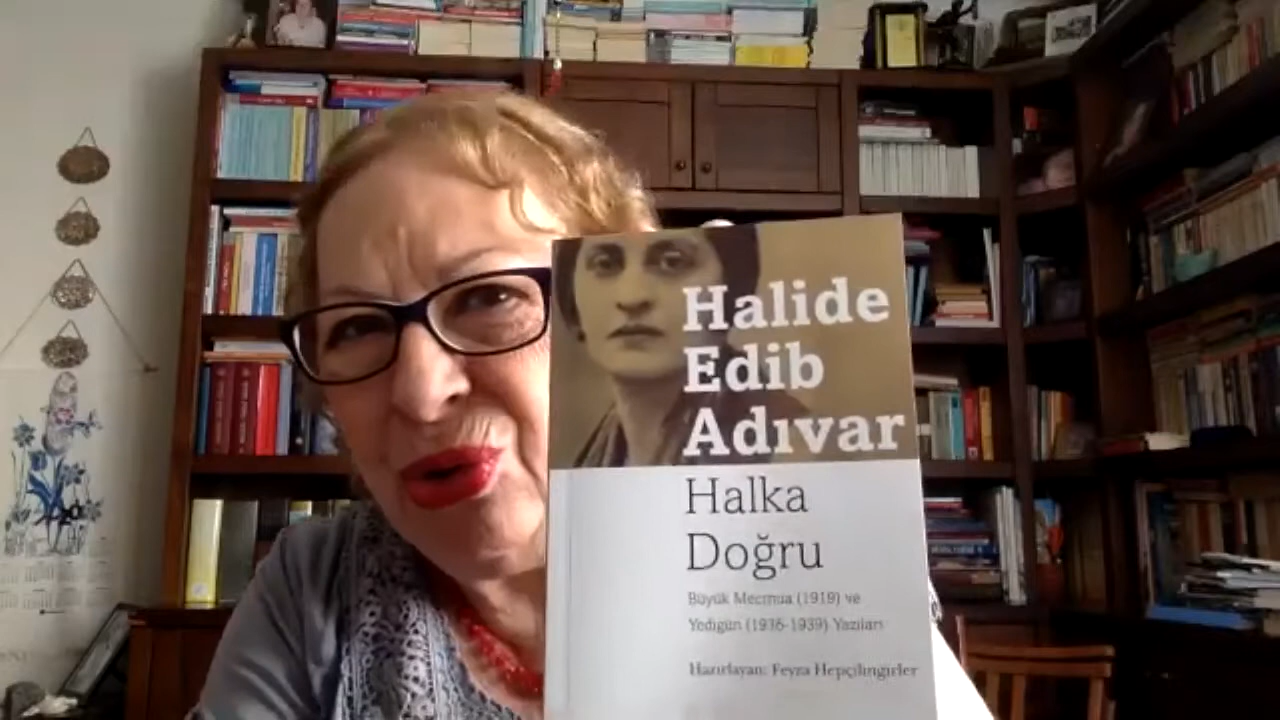 Halide
Edib
Adıvar
Halka
Doğru
Büyük Mecmua (1919) ve
Yedigün (1936-1939) Yazıları
Hazırlayan: Feyza Hepçilingirler